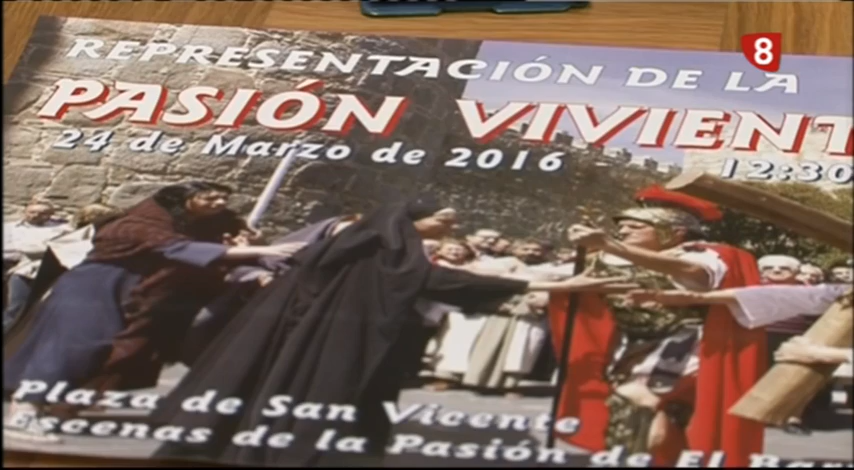 8
REPRESENTACIÓN DE LA
PASIÓN VIVIENT
24 de Marzo de 2016 12:30
Plaza de San Vicente
Escenas de la Pasión de El Bar